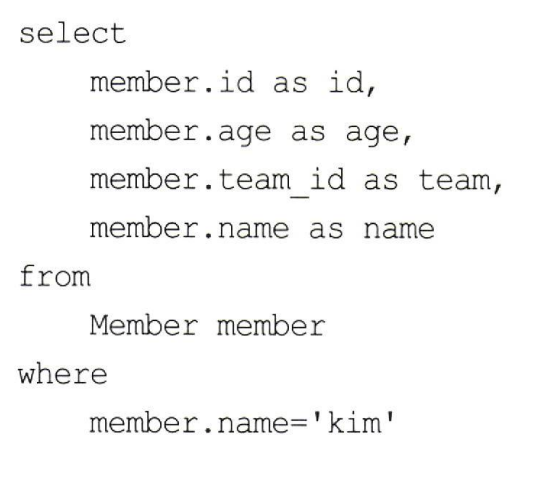 select
    member.id as id,
    member.age as age,
    member.team_id as team,
    member.name as name
from
    Member member
where
    member.name='kim'